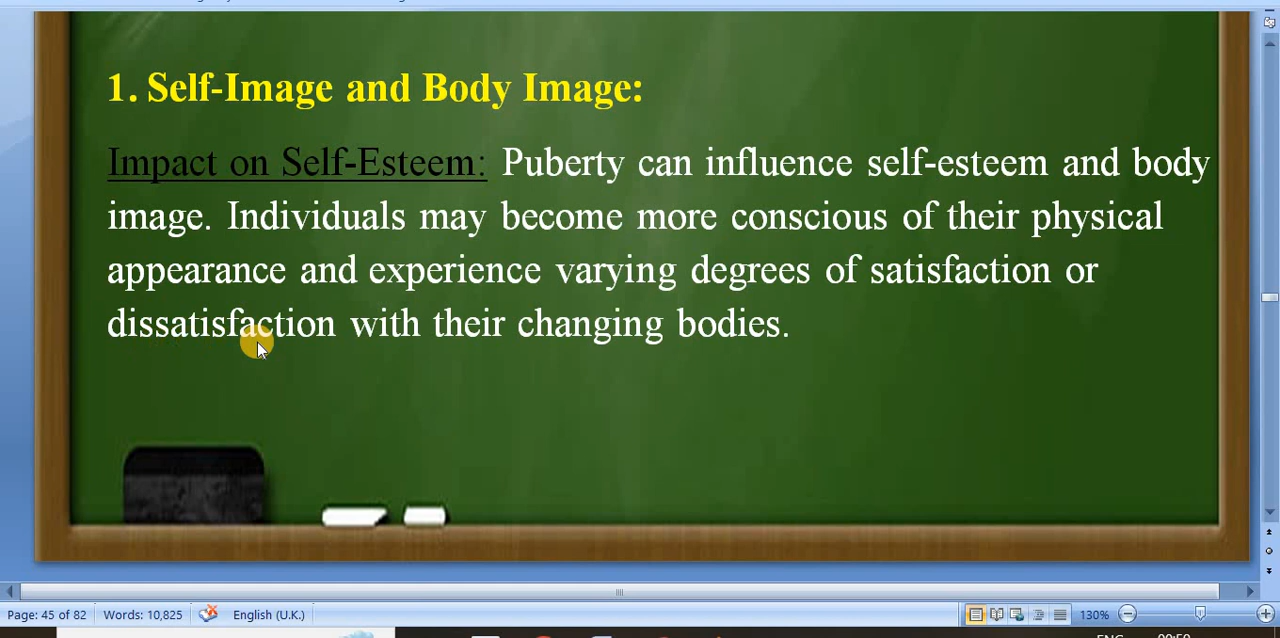 1. Self-Image and Body Image:
Impact on Self-Esteem: Puberty can influence self-esteem and body
image. Individuals may become more conscious of their physical
appearance and experience varying degrees of satisfaction or
dissatisfaction with their changing bodies.
Page: 45 of 82 Words: 10,825 English (U.K.) 130%